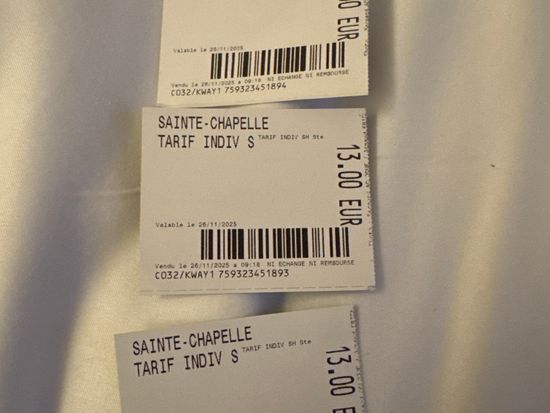 .00 EUR
Valable le 26/11/2025
Vendu le 26/11/2025 a 09:18 NI ECHANGE NI REMBOURSE
C032/KWAY1 759323451894
SAINTE-CHAPELLE
TARIF INDIV S TARIF INDIV SH Ste
13.00 EUR
Valable le 26/11/2025
Vendu le 26/11/2025 a 09:18 NI ECHANGE NI REMBOURSE
C032/KWAY1 759323451893
SAINTE-CHAPELLE
TARIF INDIV S TARIF INDIV SH Ste
13.00 EU